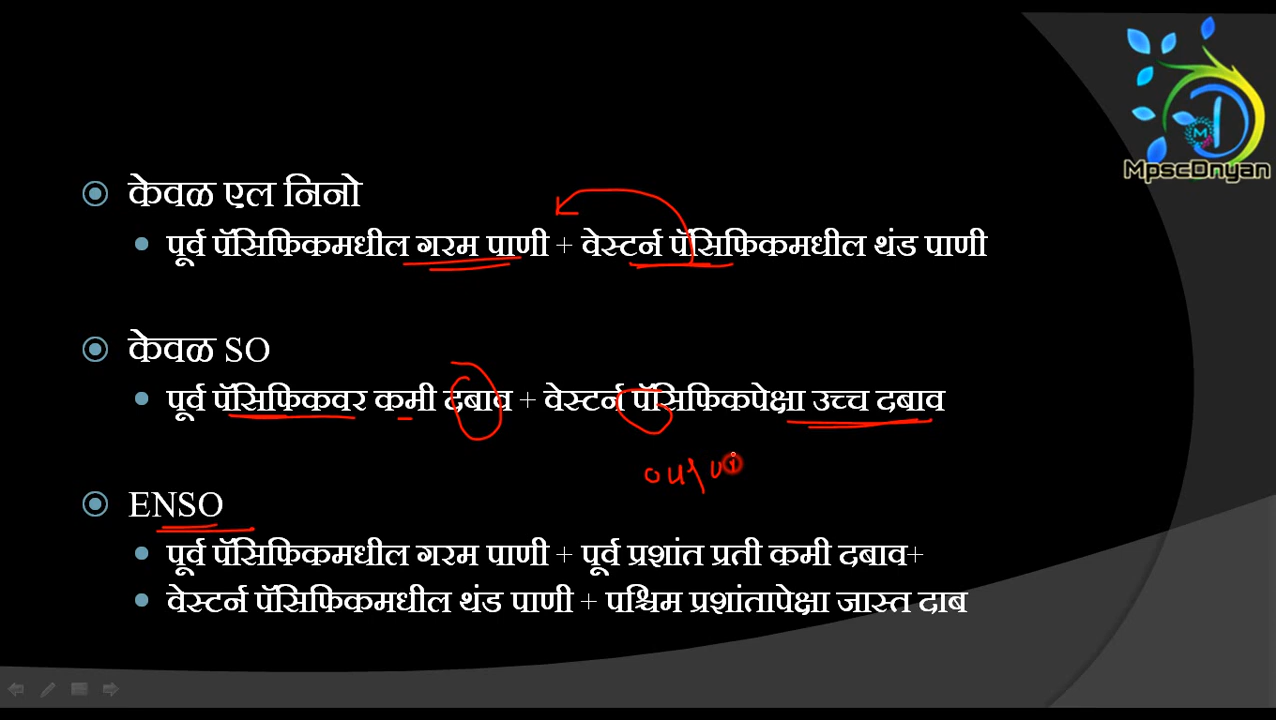 MpscDnyan
केवळ एल निनो
पूर्व पॅसिफिकमधील गरम पाणी + वेस्टर्न पॅसिफिकमधील थंड पाणी
केवळ SO
पूर्व पॅसिफिकवर कमी दबाव + वेस्टर्न पॅसिफिकपेक्षा उच्च दबाव
ENSO
पूर्व पॅसिफिकमधील गरम पाणी + पूर्व प्रशांत प्रती कमी दबाव+
वेस्टर्न पॅसिफिकमधील थंड पाणी + पश्चिम प्रशांतापेक्षा जास्त दाब